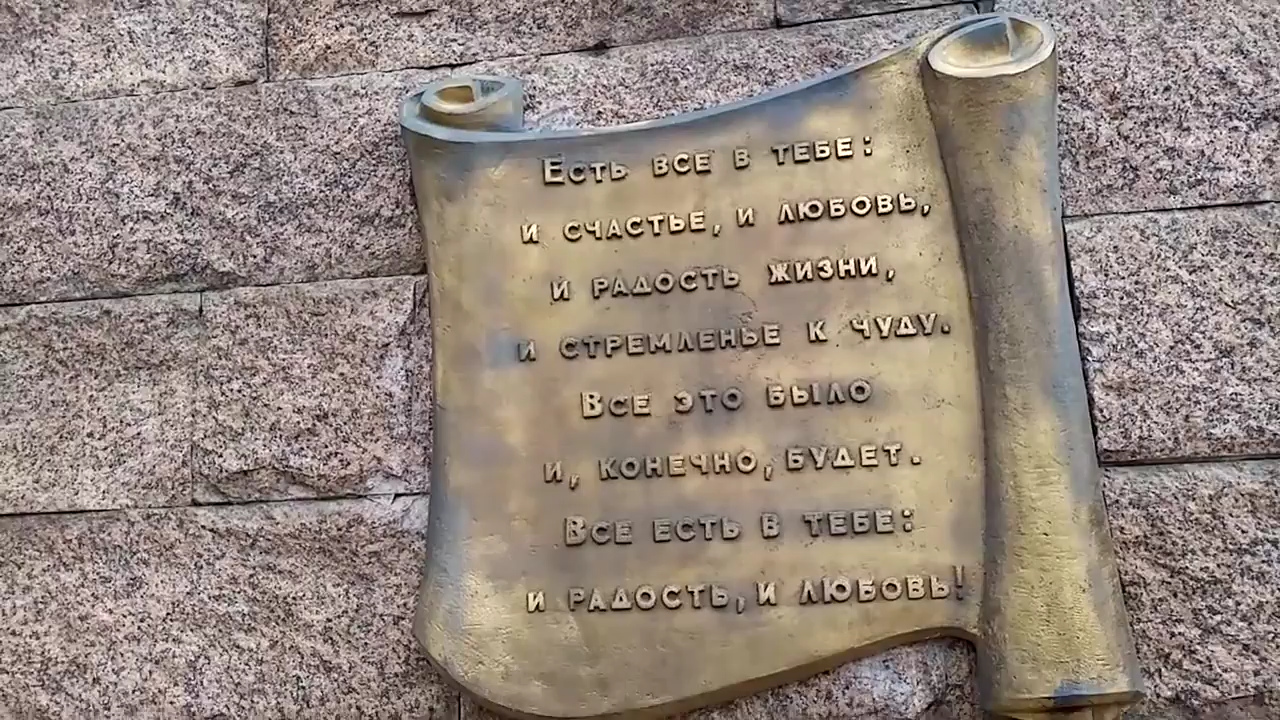 Есть все в тебе:
и счастье, и любовь,
и радость жизни,
и стремленье к чуду.
Все это было
и, конечно, будет.
Все есть в тебе:
и радость, и любовь!